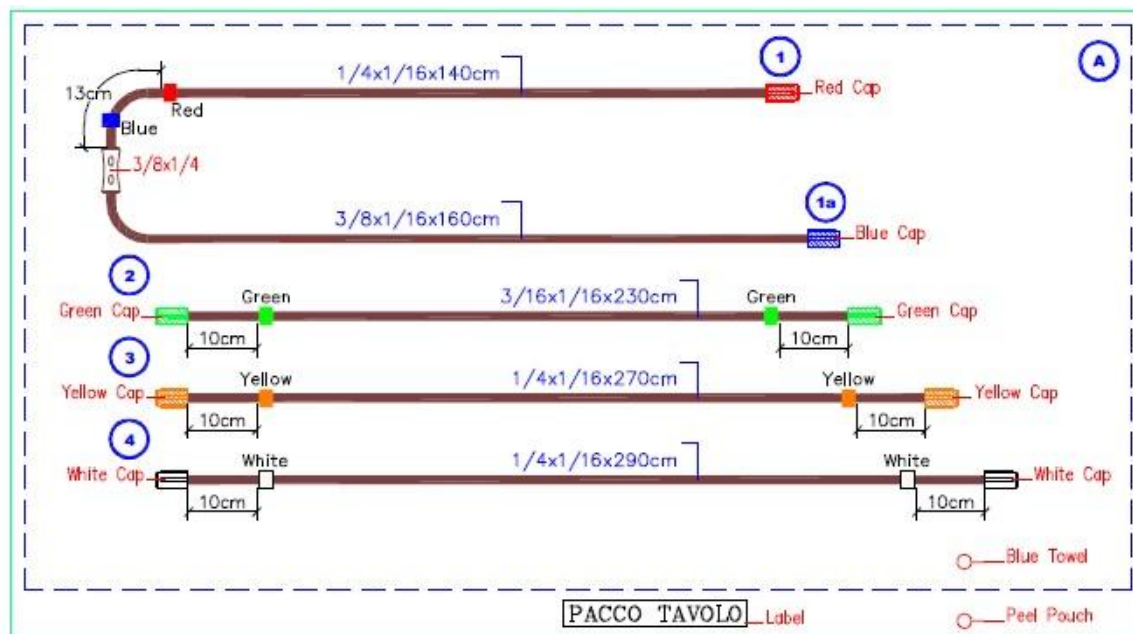 1
A
1/4x1/16x140cm
Red Cap
13cm
Red
Blue
3/8x1/4
1a
3/8x1/16x160cm
Blue Cap
2
Green
3/16x1/16x230cm
Green
Green Cap
Green Cap
10cm
10cm
3
Yellow
1/4x1/16x270cm
Yellow
Yellow Cap
Yellow Cap
10cm
10cm
4
White
1/4x1/16x290cm
White
White Cap
White Cap
10cm
10cm
Blue Towel
PACCO TAVOLO
Label
Peel Pouch